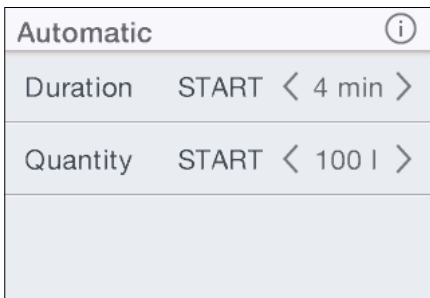 Automatic i
Duration START < 4 min >
Quantity START < 100 l >